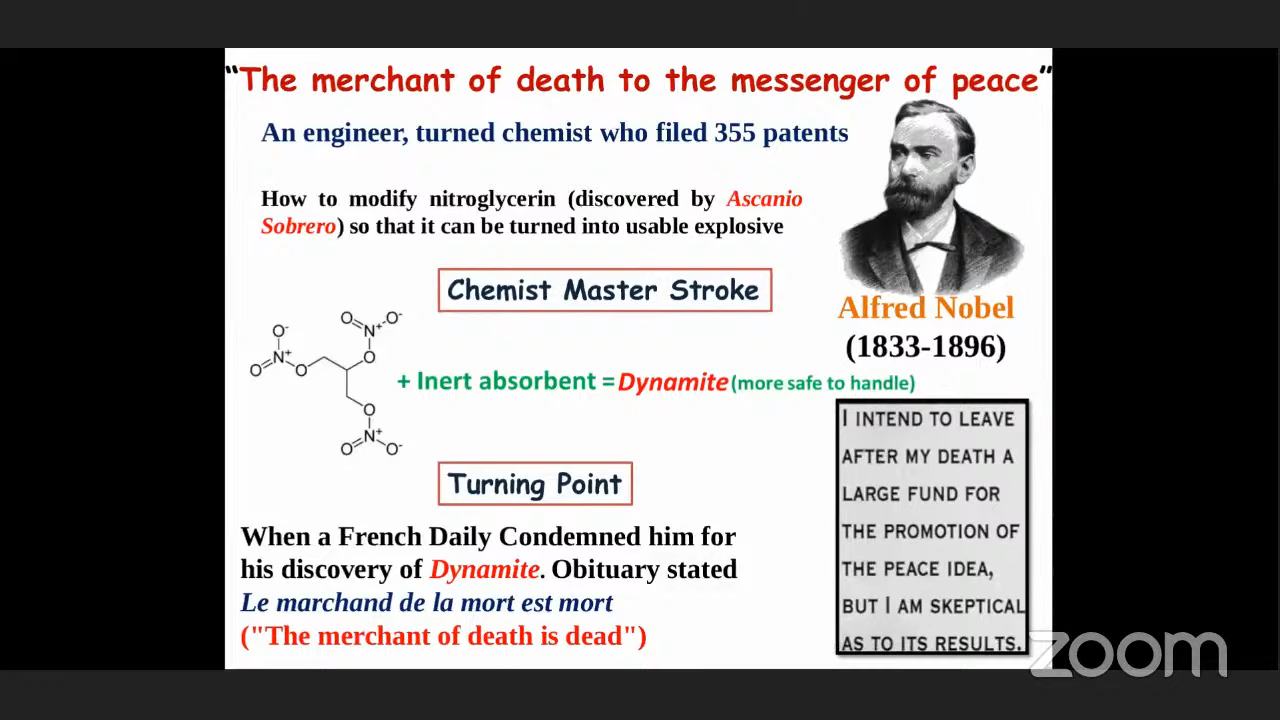 “The merchant of death to the messenger of peace”
An engineer, turned chemist who filed 355 patents
How to modify nitroglycerin (discovered by Ascanio
Sobrero) so that it can be turned into usable explosive
Chemist Master Stroke
Alfred Nobel
(1833-1896)
O-
O=N+
O
O=N+-O-
O
+ Inert absorbent = Dynamite (more safe to handle)
O
O=N+
O-
Turning Point
When a French Daily Condemned him for
his discovery of Dynamite. Obituary stated
Le marchand de la mort est mort
("The merchant of death is dead")
I INTEND TO LEAVE
AFTER MY DEATH A
LARGE FUND FOR
THE PROMOTION OF
THE PEACE IDEA,
BUT I AM SKEPTICAL
AS TO ITS RESULTS.
zoom